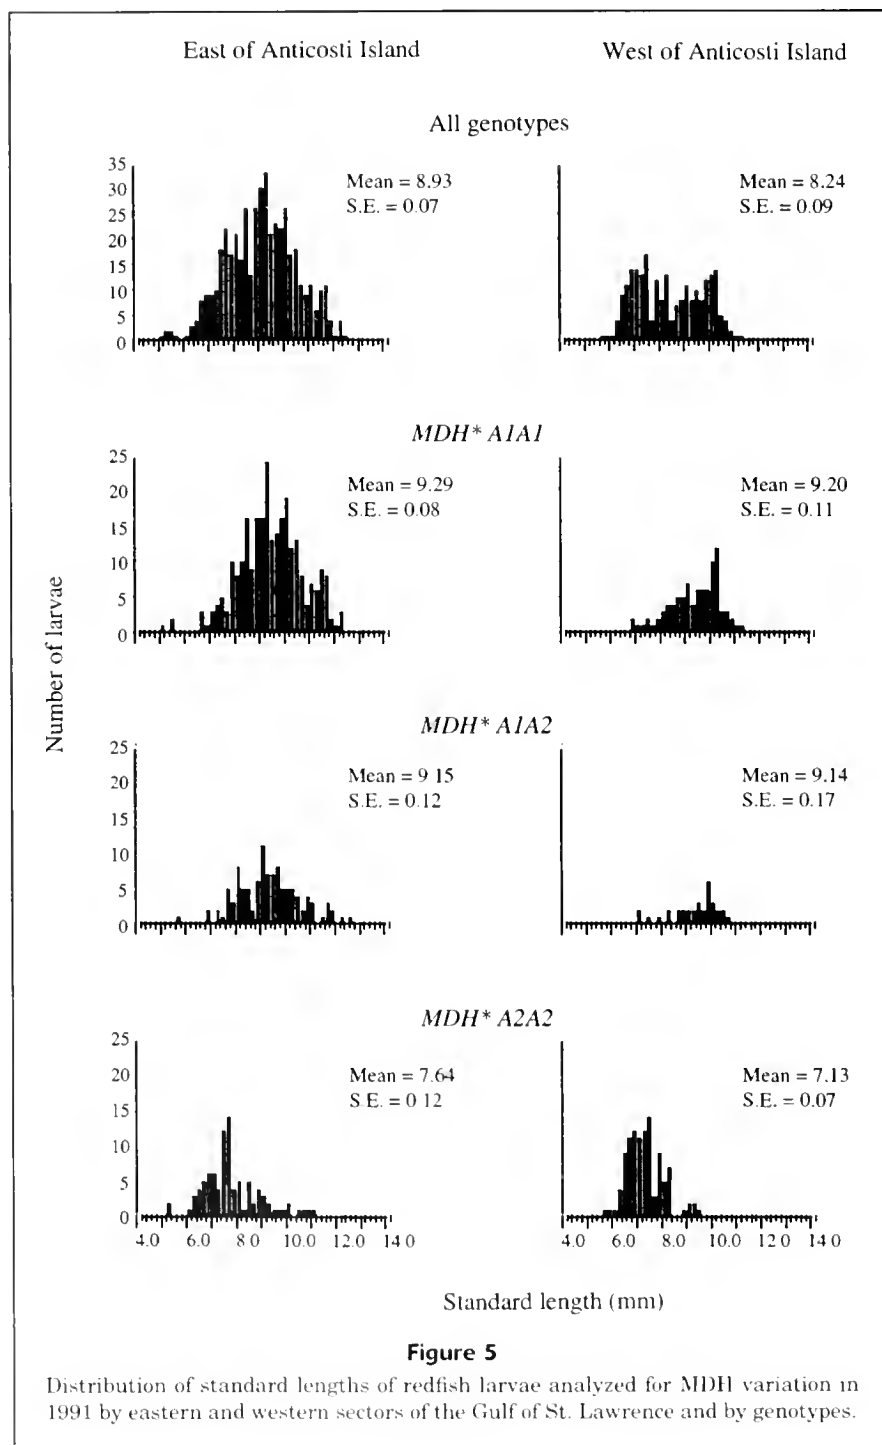 East of Anticosti Island West of Anticosti Island
All genotypes
35
30
25
20
15
10
5
0
Mean = 8.93
S.E. = 0.07
Mean = 8.24
S.E. = 0.09
MDH* A1A1
25
20
15
10
5
0
Mean = 9.29
S.E. = 0.08
Mean = 9.20
S.E. = 0.11
Number of larvae
MDH* A1A2
25
20
15
10
5
0
Mean = 9 15
S.E. = 0.12
Mean = 9.14
S.E. = 0.17
MDH* A2A2
25
20
15
10
5
0
Mean = 7.64
S.E. = 0 12
Mean = 7.13
S.E. = 0.07
4.0 6.0 8 0 10.0 12.0 14 0
4.0 6.0 8.0 10.0 12 0 14 0
Standard length (mm)
Figure 5
Distribution of standard lengths of redfish larvae analyzed for MDH variation in
1991 by eastern and western sectors of the Gulf of St. Lawrence and by genotypes.